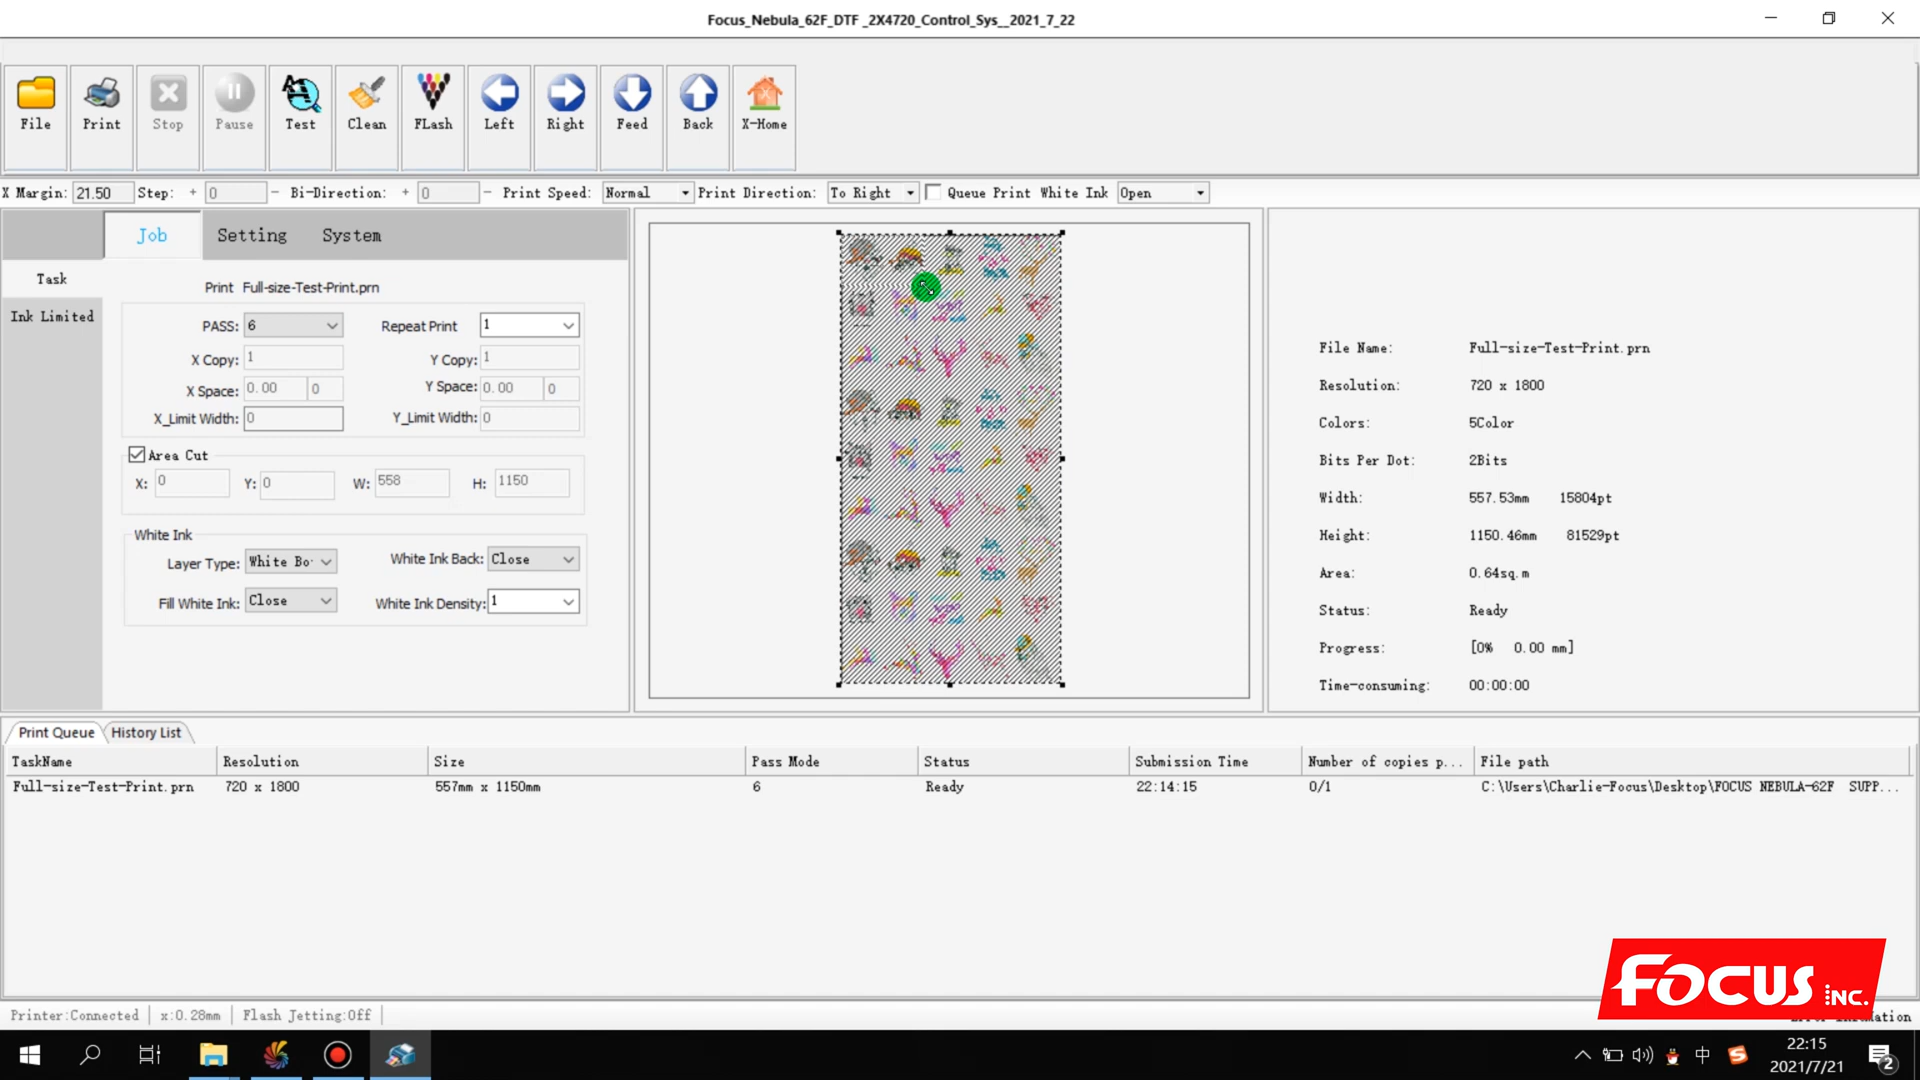 Focus_Nebula_62F_DTF _2X4720_Control_Sys__2021_7_22
File Print Stop Pause Test Clean FLash Left Right Feed Back X-Home
X Margin: 21.50 Step: + 0 - Bi-Direction: + 0 - Print Speed: Normal Print Direction: To Right Queue Print White Ink Open
Job Setting System
Task
Ink Limited
Print Full-size-Test-Print.prn
PASS: 6 Repeat Print 1
X Copy: 1 Y Copy: 1
X Space: 0.00 0 Y Space: 0.00 0
X_Limit Width: 0 Y_Limit Width: 0
Area Cut
X: 0 Y: 0 W: 558 H: 1150
White Ink
Layer Type: White Bo White Ink Back: Close
Fill White Ink: Close White Ink Density: 1
File Name: Full-size-Test-Print.prn
Resolution: 720 x 1800
Colors: 5Color
Bits Per Dot: 2Bits
Width: 557.53mm 15804pt
Height: 1150.46mm 81529pt
Area: 0.64sq.m
Status: Ready
Progress: [0% 0.00 mm]
Time-consuming: 00:00:00
Print Queue History List
TaskName Resolution Size Pass Mode Status Submission Time Number of copies p... File path
Full-size-Test-Print.prn 720 x 1800 557mm x 1150mm 6 Ready 22:14:15 0/1 C:\Users\Charlie-Focus\Desktop\FOCUS NEBULA-62F SUPP...
FOCUS INC.
Printer:Connected x:0.28mm Flash Jetting:Off
中 S 22:15
2021/7/21 2